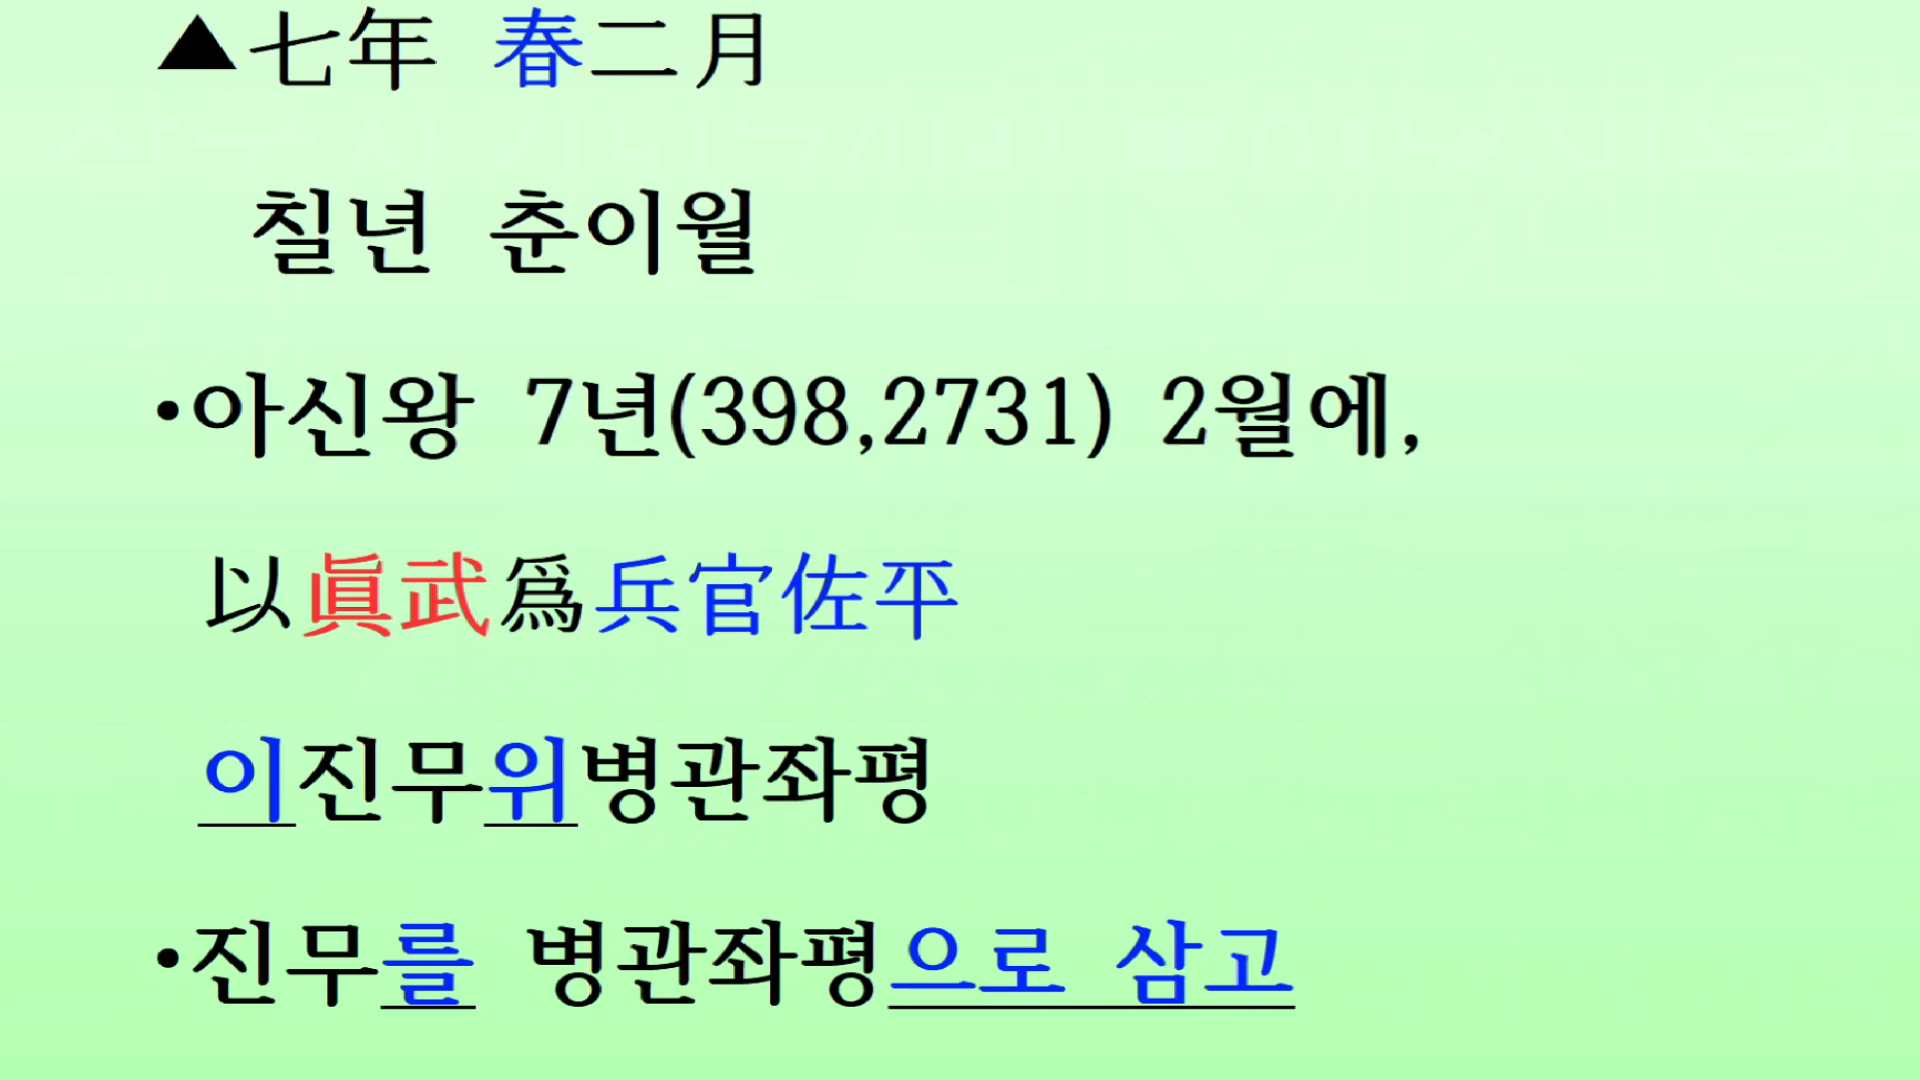 ▲七年 春二月
칠년 춘이월
•아신왕 7년(398,2731) 2월에,
以眞武爲兵官佐平
이진무위병관좌평
•진무를 병관좌평으로 삼고